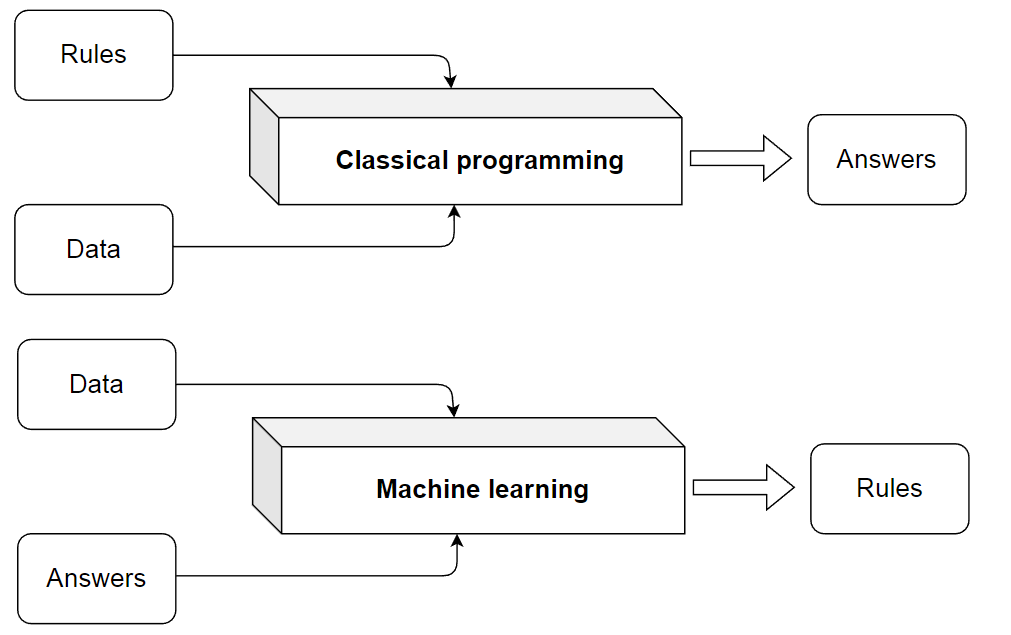 Rules
Classical programming
Answers
Data
Data
Machine learning
Rules
Answers